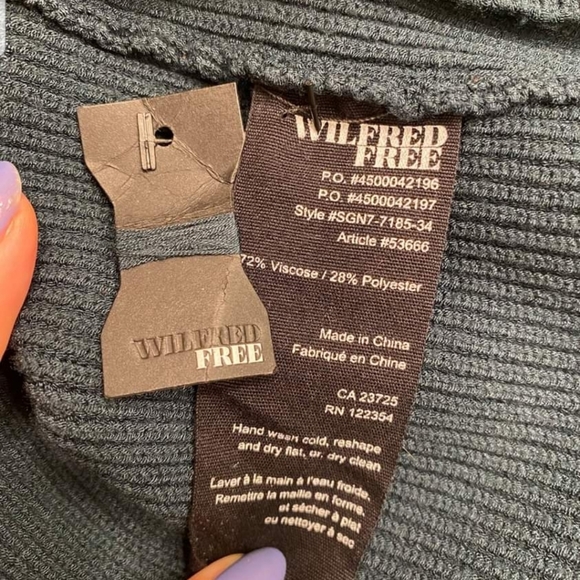 WILFRED
FREE
WILFRED
FREE
P.O. #4500042196
P.O. #4500042197
Style #SGN7-7185-34
Article #53666
72% Viscose / 28% Polyester
Made in China
Fabriqué en Chine
CA 23725
RN 122354
Hand wash cold, reshape
and dry flat, or dry clean
Laver à la main à l'eau froide.
Remettre la maille en forme
et sécher à plat
ou nettoyer à sec